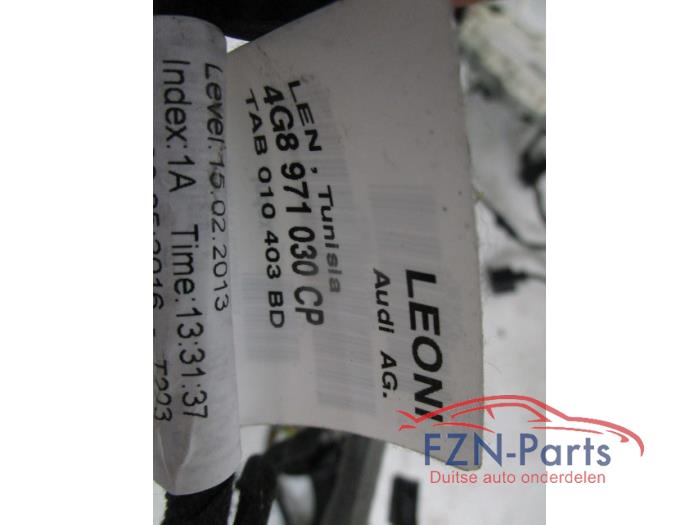 LEONI
Audi AG.
LEN , Tunisia
4G8 971 030 CP
TAB 010 403 BD
Level:15.02.2013
Index:1A Time:13:31:37
FZN-Parts
Duitse auto onderdelen